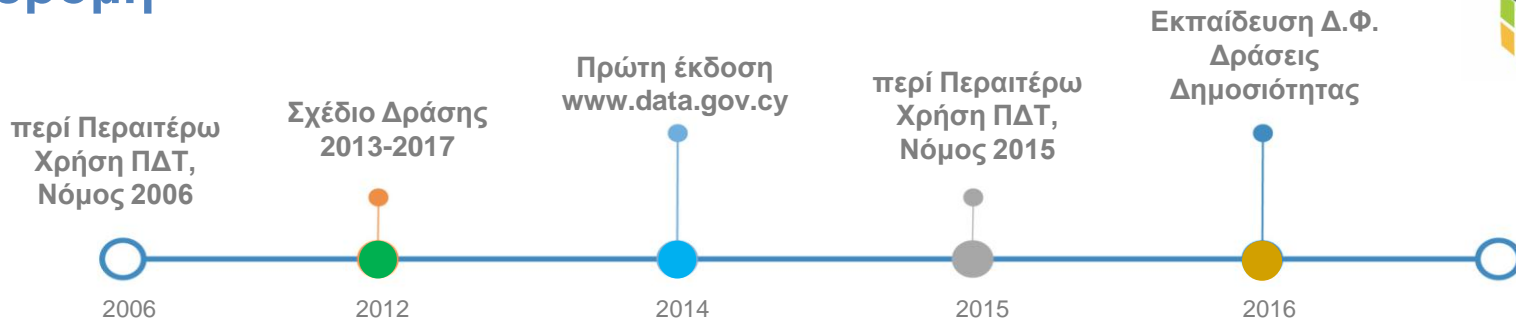 περί Περαιτέρω
Χρήση ΠΔΤ,
Νόμος 2006
Σχέδιο Δράσης
2013-2017
Πρώτη έκδοση
www.data.gov.cy
περί Περαιτέρω
Χρήση ΠΔΤ,
Νόμος 2015
Εκπαίδευση Δ.Φ.
Δράσεις
Δημοσιότητας
2006
2012
2014
2015
2016